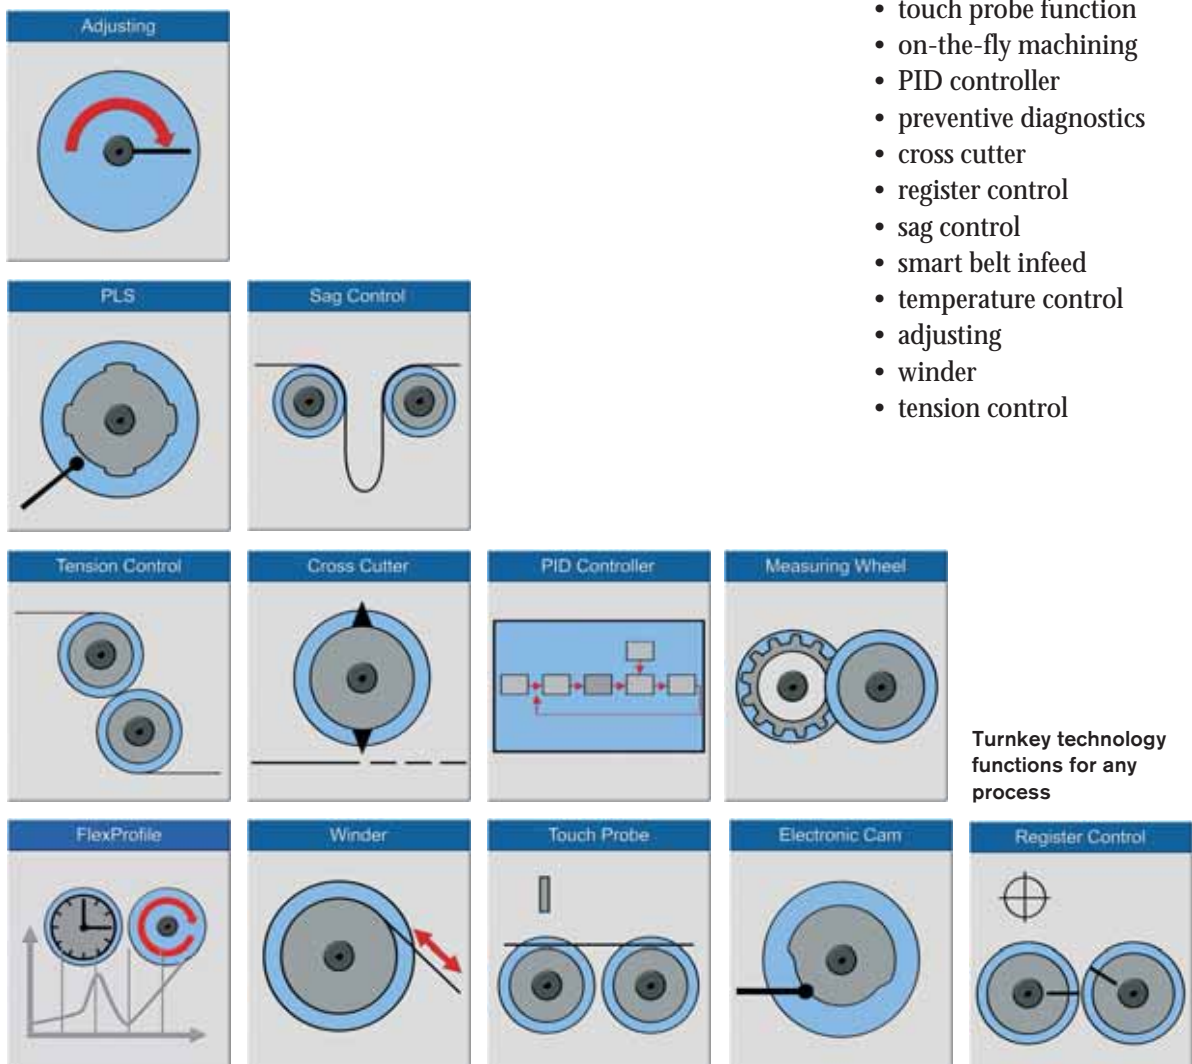 Adjusting
• touch probe function
• on-the-fly machining
• PID controller
• preventive diagnostics
• cross cutter
• register control
• sag control
• smart belt infeed
• temperature control
• adjusting
• winder
• tension control
PLS
Sag Control
Tension Control
Cross Cutter
PID Controller
Measuring Wheel
Turnkey technology
functions for any
process
FlexProfile
Winder
Touch Probe
Electronic Cam
Register Control